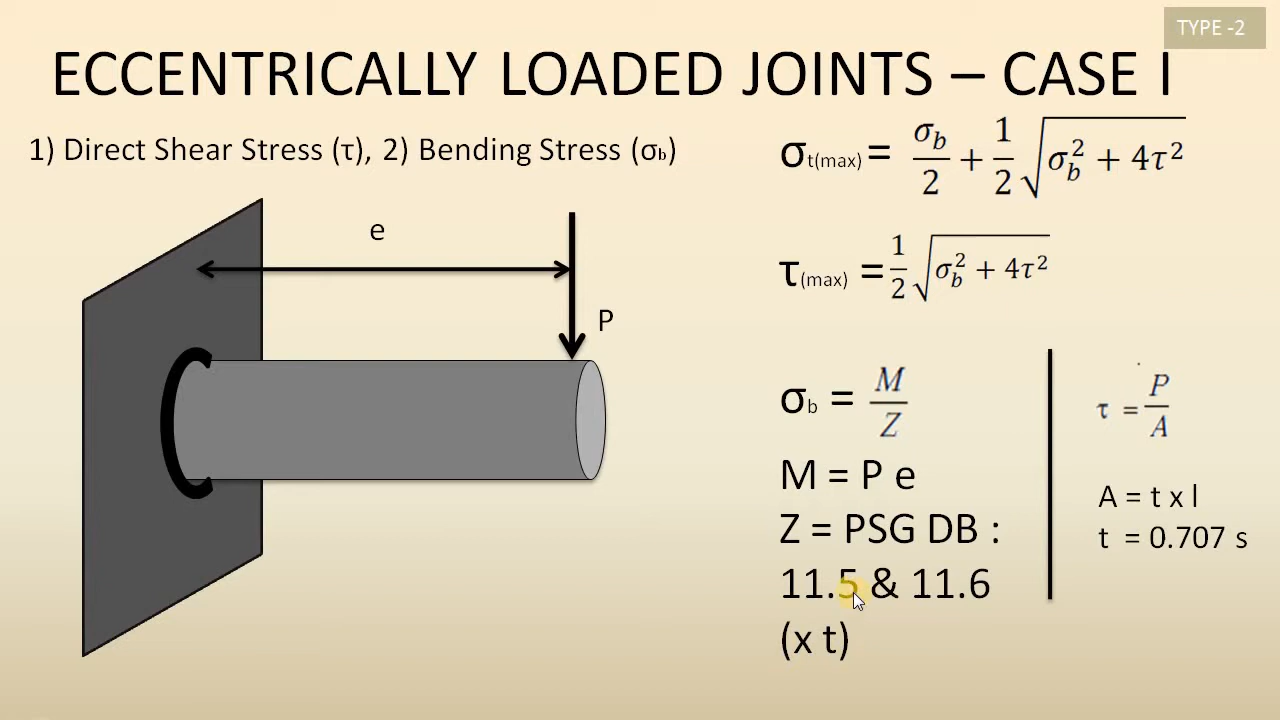 TYPE -2
ECCENTRICALLY LOADED JOINTS – CASE I
1) Direct Shear Stress (τ), 2) Bending Stress (σb)
σt(max) = σb/2 + 1/2 √(σb² + 4τ²)
e
τ(max) = 1/2 √(σb² + 4τ²)
P
σb = M/Z
τ = P/A
M = P e
Z = PSG DB :
11.5 & 11.6
(x t)
A = t x l
t = 0.707 s